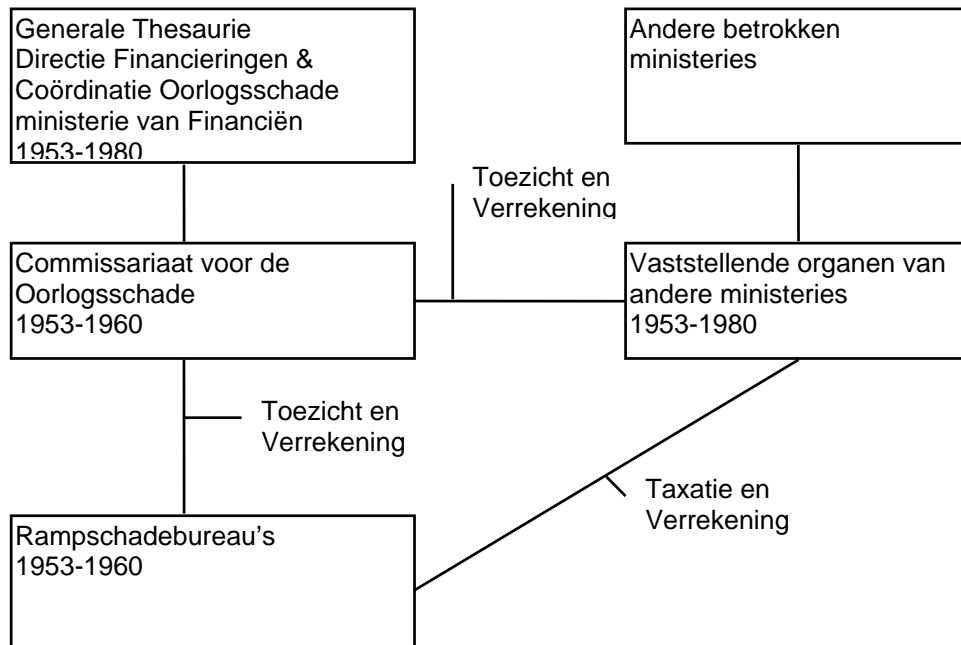 Generale Thesaurie
Directie Financieringen &
Coördinatie Oorlogsschade
ministerie van Financiën
1953-1980
Andere betrokken
ministeries
Toezicht en
Verrekening
Commissariaat voor de
Oorlogsschade
1953-1960
Vaststellende organen van
andere ministeries
1953-1980
Toezicht en
Verrekening
Taxatie en
Verrekening
Rampschadebureau's
1953-1960